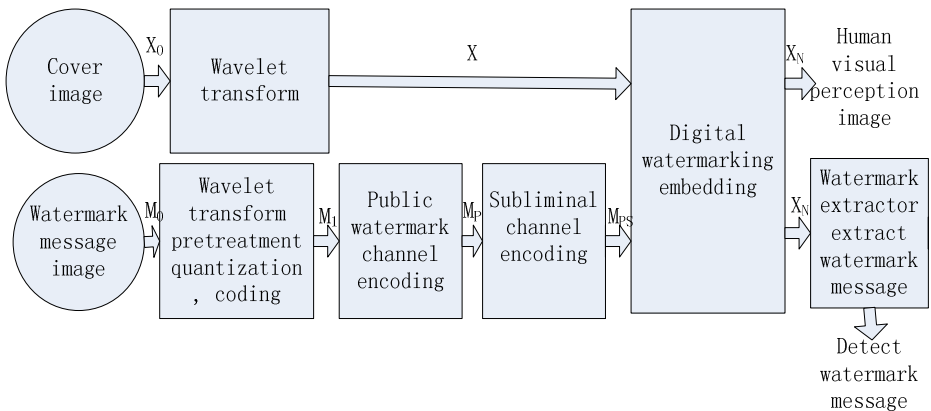 Cover
image
X0
Wavelet
transform
X
Digital
watermarking
embedding
XN
Human
visual
perception
image
Watermark
message
image
M0
Wavelet
transform
pretreatment
quantization
, coding
M1
Public
watermark
channel
encoding
MP
Subliminal
channel
encoding
MPS
XN
Watermark
extractor
extract
watermark
message
Detect
watermark
message